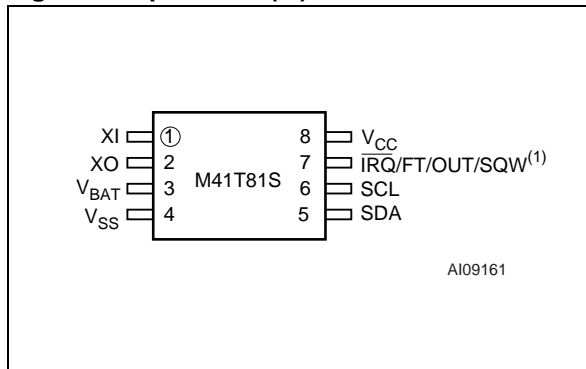 XI 1 8 VCC
XO 2 M41T81S 7 IRQ/FT/OUT/SQW(1)
VBAT 3 6 SCL
VSS 4 5 SDA
AI09161